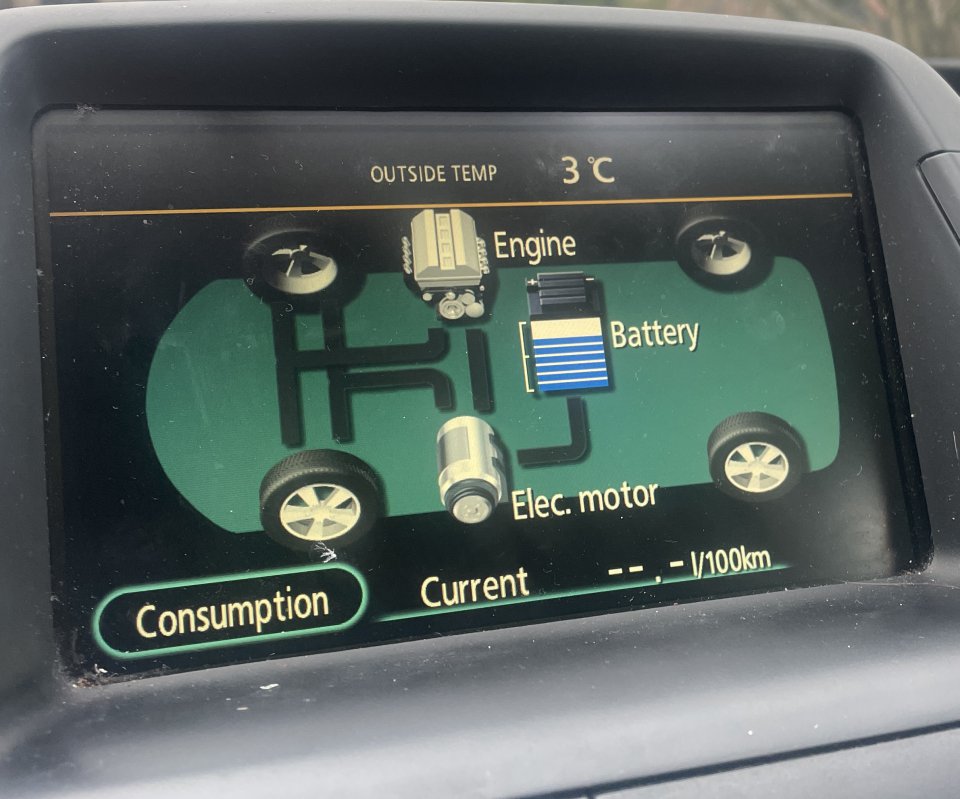 OUTSIDE TEMP 3 °C
Engine
Battery
Elec. motor
Consumption Current --.- l/100km